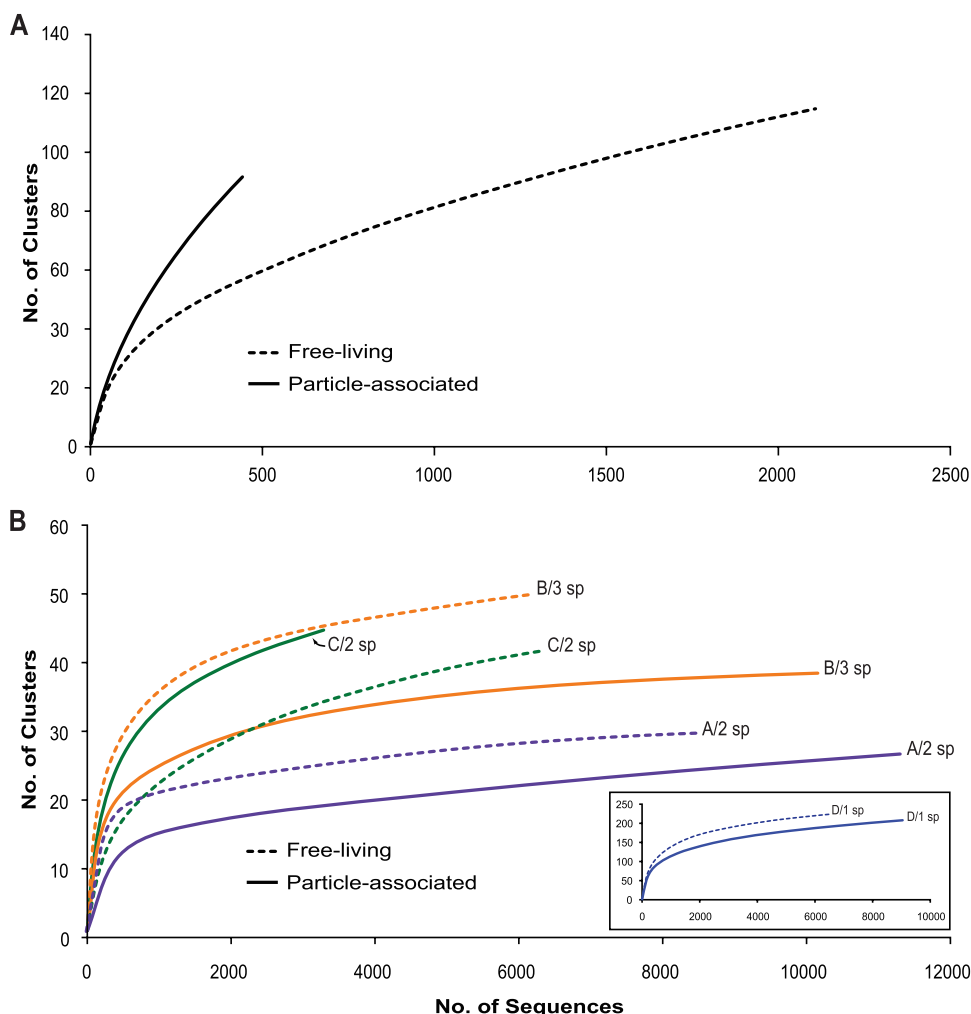 A
140
120
100
80
60
30
20
0
No. of Clusters
Free-living
Particle-associated
0 500 1000 1500 2000 2500
B
60
50
40
30
20
10
0
No. of Clusters
B/3 sp
C/2 sp
C/2 sp
B/3 sp
A/2 sp
A/2 sp
Free-living
Particle-associated
250
200
150
100
50
0
D/1 sp
D/1 sp
0 2000 4000 6000 8000 10000
0 2000 4000 6000 8000 10000 12000
No. of Sequences